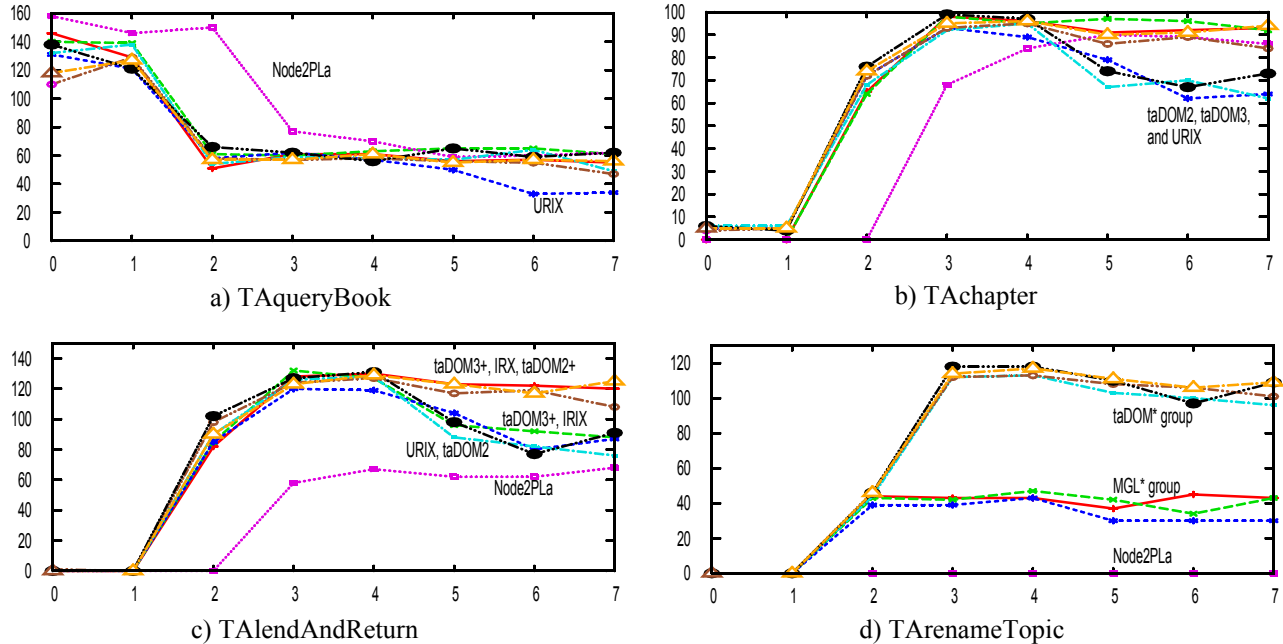 160
140
120
100
80
60
40
20
0
Node2PLa
URIX
0 1 2 3 4 5 6 7
a) TAqueryBook
100
90
80
70
60
50
40
30
20
10
0
taDOM2, taDOM3,
and URIX
0 1 2 3 4 5 6 7
b) TAchapter
140
120
100
80
60
40
20
0
taDOM3+, IRX, taDOM2+
taDOM3+, IRIX
URIX, taDOM2
Node2PLa
0 1 2 3 4 5 6 7
c) TAlendAndReturn
120
100
80
60
40
20
0
taDOM* group
MGL* group
Node2PLa
0 1 2 3 4 5 6 7
d) TArenameTopic